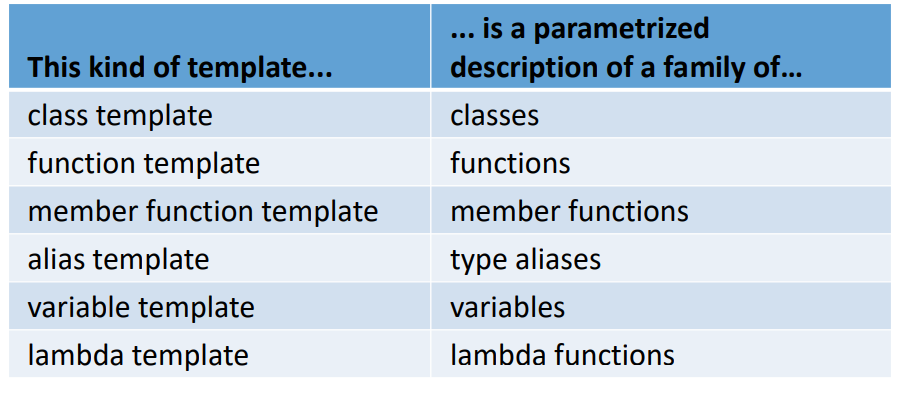 This kind of template...
... is a parametrized
description of a family of...
class template
classes
function template
functions
member function template
member functions
alias template
type aliases
variable template
variables
lambda template
lambda functions